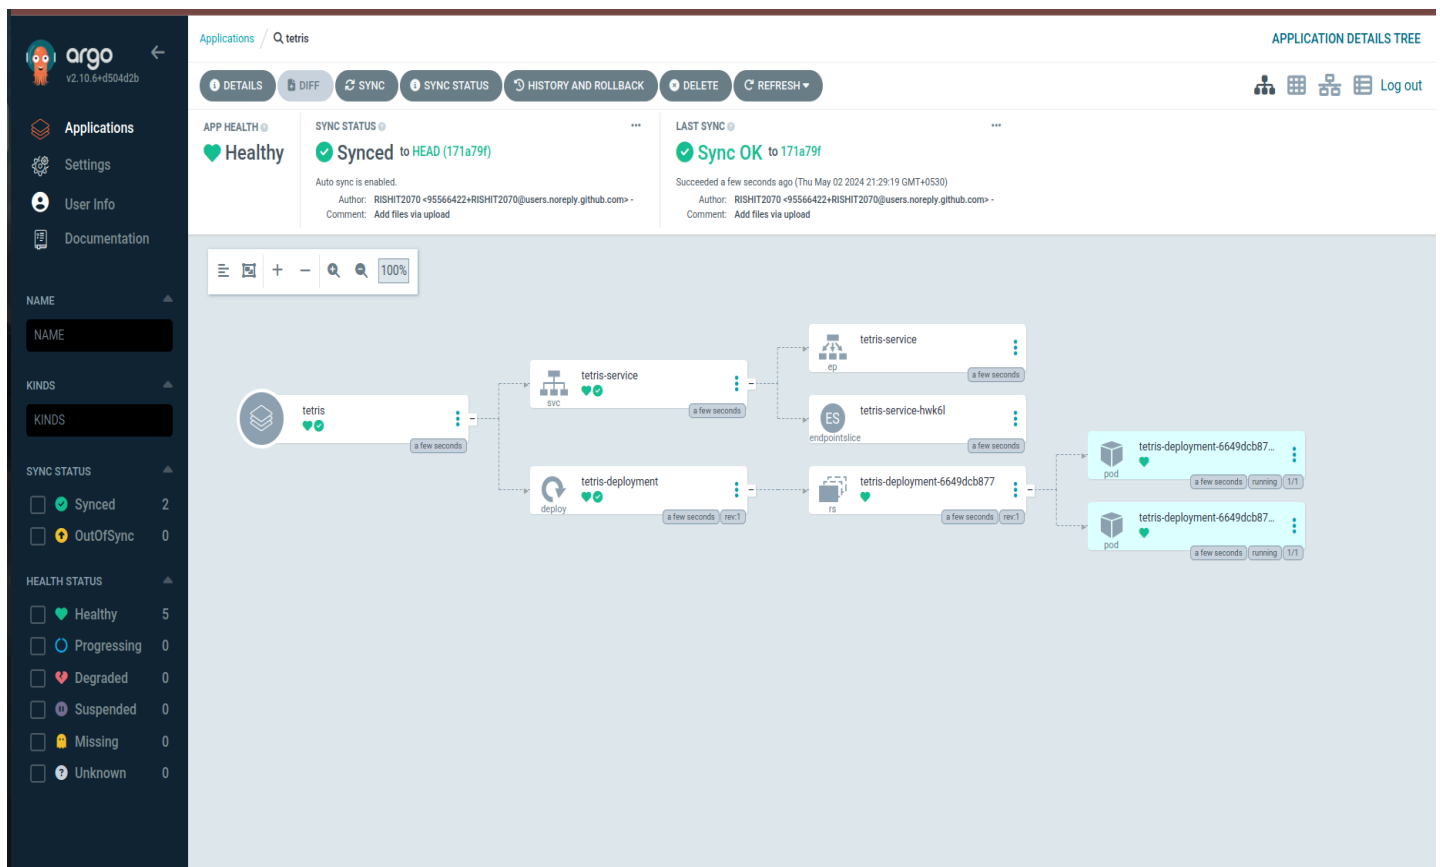 argo
v2.10.6+d504d2b
Applications
Settings
User Info
Documentation
NAME
NAME
KINDS
KINDS
SYNC STATUS
Synced 2
OutOfSync 0
HEALTH STATUS
Healthy 5
Progressing 0
Degraded 0
Suspended 0
Missing 0
Unknown 0
Applications / tetris
APPLICATION DETAILS TREE
DETAILS DIFF SYNC SYNC STATUS HISTORY AND ROLLBACK DELETE REFRESH
Log out
APP HEALTH
Healthy
SYNC STATUS
Synced to HEAD (171a79f)
Auto sync is enabled.
Author: RISHIT2070 <95566422+RISHIT2070@users.noreply.github.com> -
Comment: Add files via upload
LAST SYNC
Sync OK to 171a79f
Succeeded a few seconds ago (Thu May 02 2024 21:29:19 GMT+0530)
Author: RISHIT2070 <95566422+RISHIT2070@users.noreply.github.com> -
Comment: Add files via upload
100%
tetris
a few seconds
tetris-service
svc
a few seconds
tetris-deployment
deploy
a few seconds rev:1
tetris-service
ep
a few seconds
ES
tetris-service-hwk6l
endpointslice
a few seconds
tetris-deployment-6649dcb877
rs
a few seconds rev:1
tetris-deployment-6649dcb87...
pod
a few seconds running 1/1
tetris-deployment-6649dcb87...
pod
a few seconds running 1/1